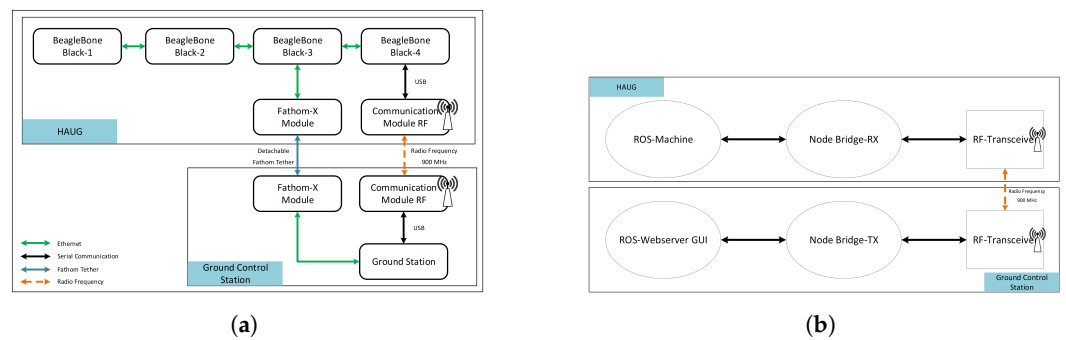 BeagleBone
Black-1
BeagleBone
Black-2
BeagleBone
Black-3
BeagleBone
Black-4
USB
Fathom-X
Module
Communication
Module RF
HAUG
Detachable
Fathom Tether
Radio Frequency
900 MHz
Fathom-X
Module
Communication
Module RF
USB
Ground Station
Ground Control
Station
Ethernet
Serial Communication
Fathom Tether
Radio Frequency
(a)
HAUG
ROS-Machine
Node Bridge-RX
RF-Transceiver
Radio Frequency
900 MHz
ROS-Webserver GUI
Node Bridge-TX
RF-Transceiver
Ground Control
Station
(b)